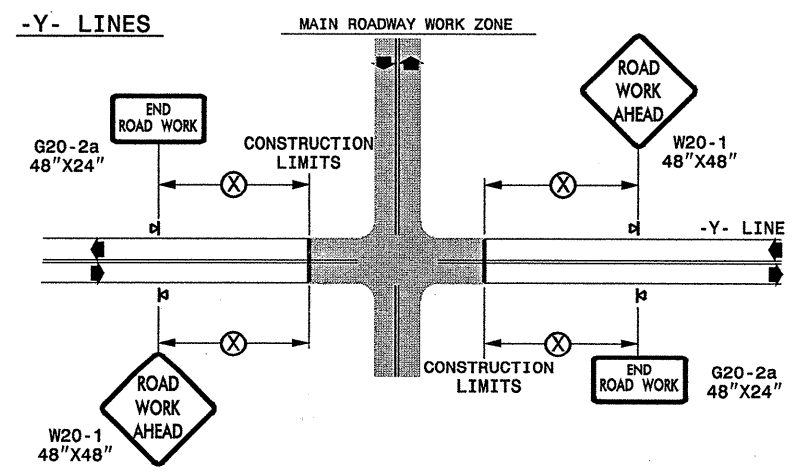 -Y- LINES
MAIN ROADWAY WORK ZONE
END
ROAD WORK
G20-2a
48"X24"
CONSTRUCTION
LIMITS
ROAD
WORK
AHEAD
W20-1
48"X48"
X
X
-Y- LINE
X
X
ROAD
WORK
AHEAD
W20-1
48"X48"
CONSTRUCTION
LIMITS
END
ROAD WORK
G20-2a
48"X24"